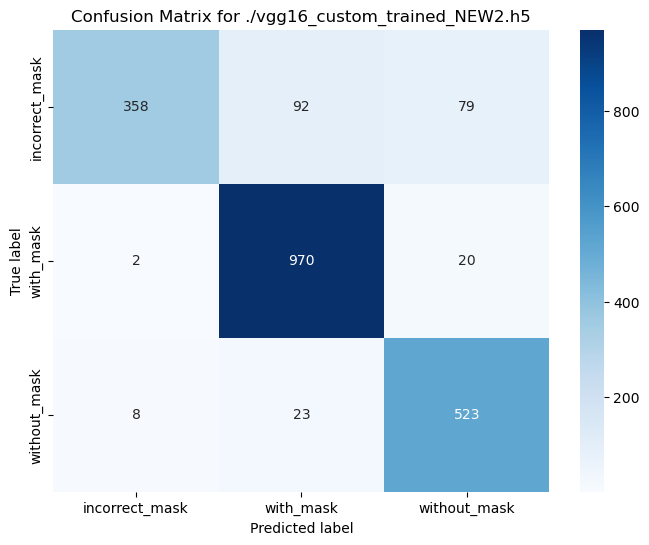 Confusion Matrix for ./vgg16_custom_trained_NEW2.h5
True label
incorrect_mask
with_mask
without_mask
358 92 79
2 970 20
8 23 523
incorrect_mask with_mask without_mask
Predicted label
800
600
400
200